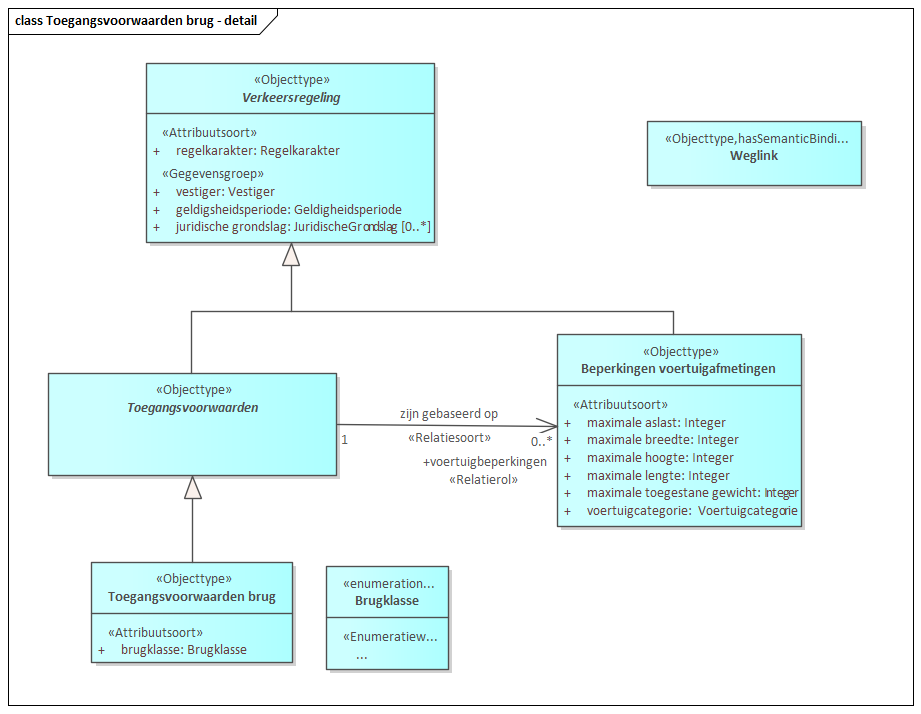 class Toegangsvoorwaarden brug - detail
«Objecttype»
Verkeersregeling
«Attribuutsoort»
+ regelkarakter: Regelkarakter
«Gegevensgroep»
+ vestiger: Vestiger
+ geldigsheidsperiode: Geldigheidsperiode
+ juridische grondslag: JuridischeGrondslag [0..*]
«Objecttype,hasSemanticBindi...
Weglink
«Objecttype»
Toegangsvoorwaarden
zijn gebaseerd op
1
«Relatiesoort»
0..*
+voertuigbeperkingen
«Relatierol»
«Objecttype»
Beperkingen voertuigafmetingen
«Attribuutsoort»
+ maximale aslast: Integer
+ maximale breedte: Integer
+ maximale hoogte: Integer
+ maximale lengte: Integer
+ maximale toegestane gewicht: Integer
+ voertuigcategorie: Voertuigcategorie
«Objecttype»
Toegangsvoorwaarden brug
«Attribuutsoort»
+ brugklasse: Brugklasse
«enumeration...
Brugklasse
«Enumeratiew...
...